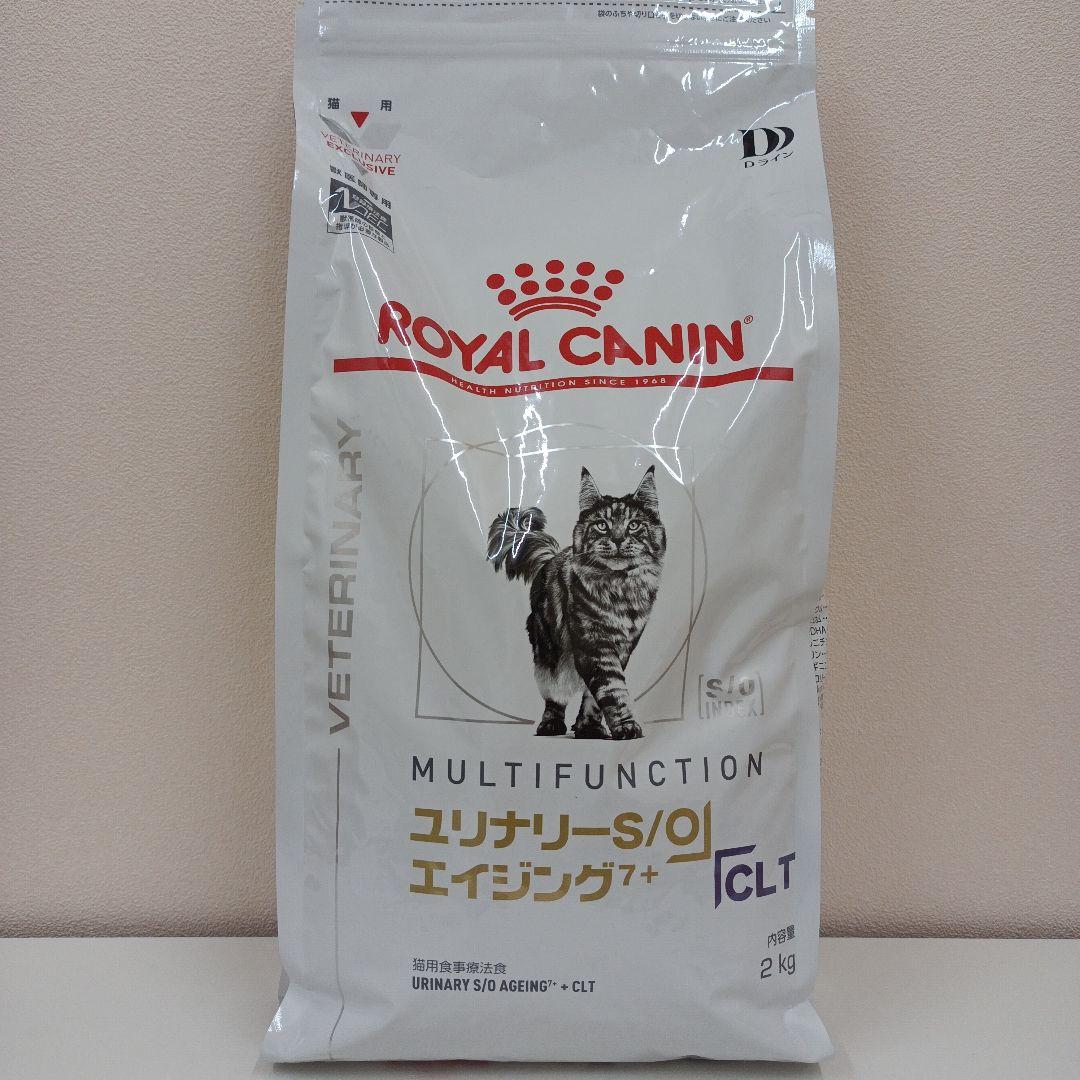 猫用
VETERINARY
EXCLUSIVE
獣医師専用
Dライン
ROYAL CANIN®
HEALTH NUTRITION SINCE 1968
VETERINARY
S/O
INDEX
MULTIFUNCTION
ユリナリーS/O
エイジング7+
CLT
内容量
2 kg
猫用食事療法食
URINARY S/O AGEING7+ + CLT